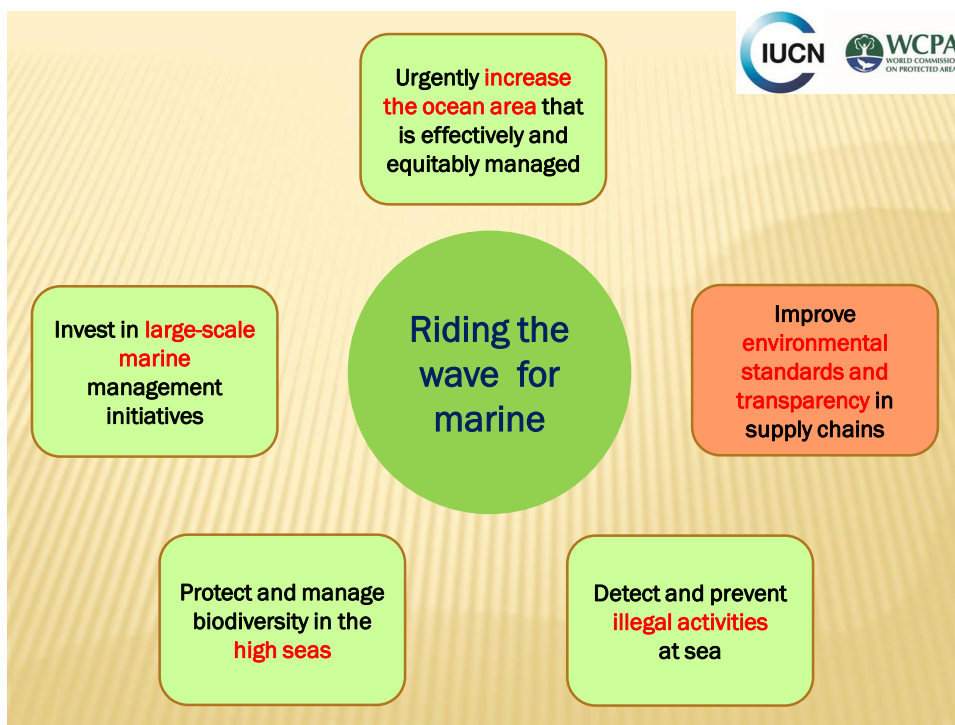 IUCN
WCPA
WORLD COMMISSION
ON PROTECTED AREAS
Urgently increase
the ocean area that
is effectively and
equitably managed
Riding the
wave for
marine
Invest in large-scale
marine
management
initiatives
Improve
environmental
standards and
transparency in
supply chains
Protect and manage
biodiversity in the
high seas
Detect and prevent
illegal activities
at sea